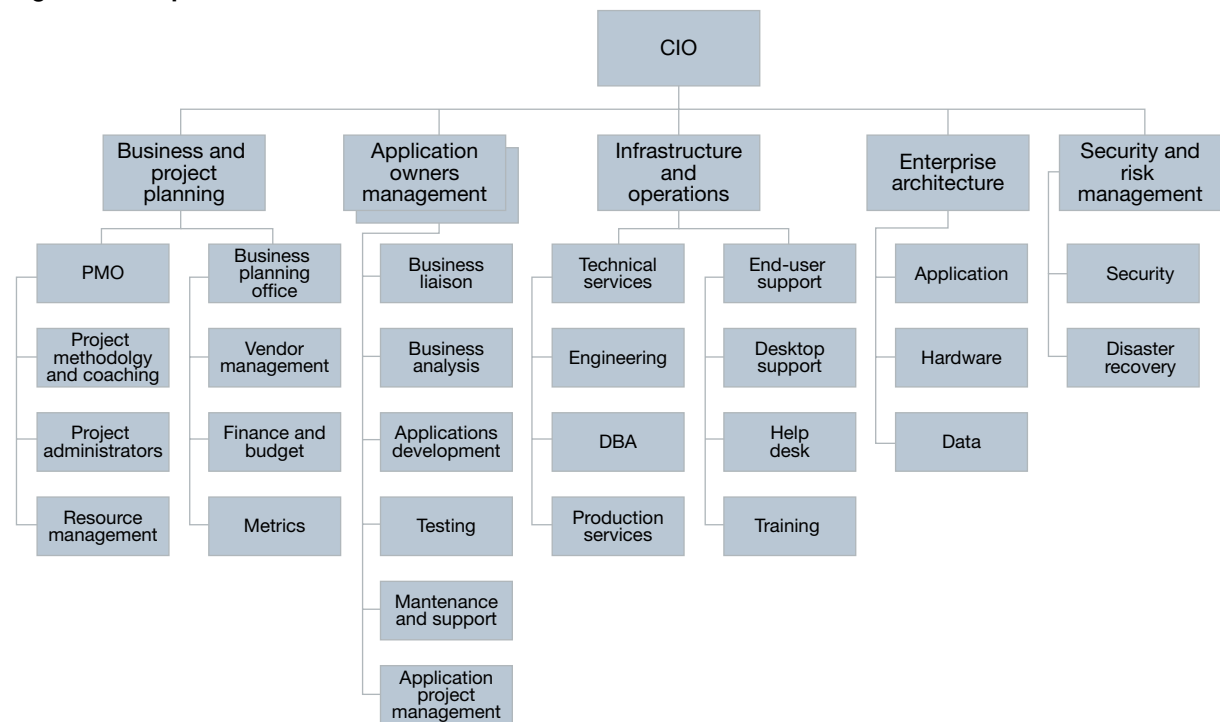 CIO
Business and
project
planning
Application
owners
management
Infrastructure
and
operations
Enterprise
architecture
Security and
risk
management
PMO
Project
methodolgy
and coaching
Project
administrators
Resource
management
Business
planning
office
Vendor
management
Finance and
budget
Metrics
Business
liaison
Business
analysis
Applications
development
Testing
Mantenance
and support
Application
project
management
Technical
services
Engineering
DBA
Production
services
End-user
support
Desktop
support
Help
desk
Training
Application
Hardware
Data
Security
Disaster
recovery